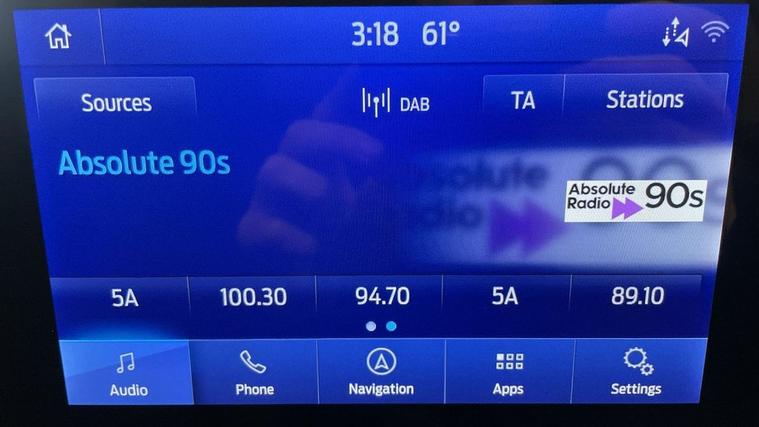 3:18 61°
Sources
DAB
TA
Stations
Absolute 90s
Absolute
Radio
90s
5A
100.30
94.70
5A
89.10
Audio
Phone
Navigation
Apps
Settings